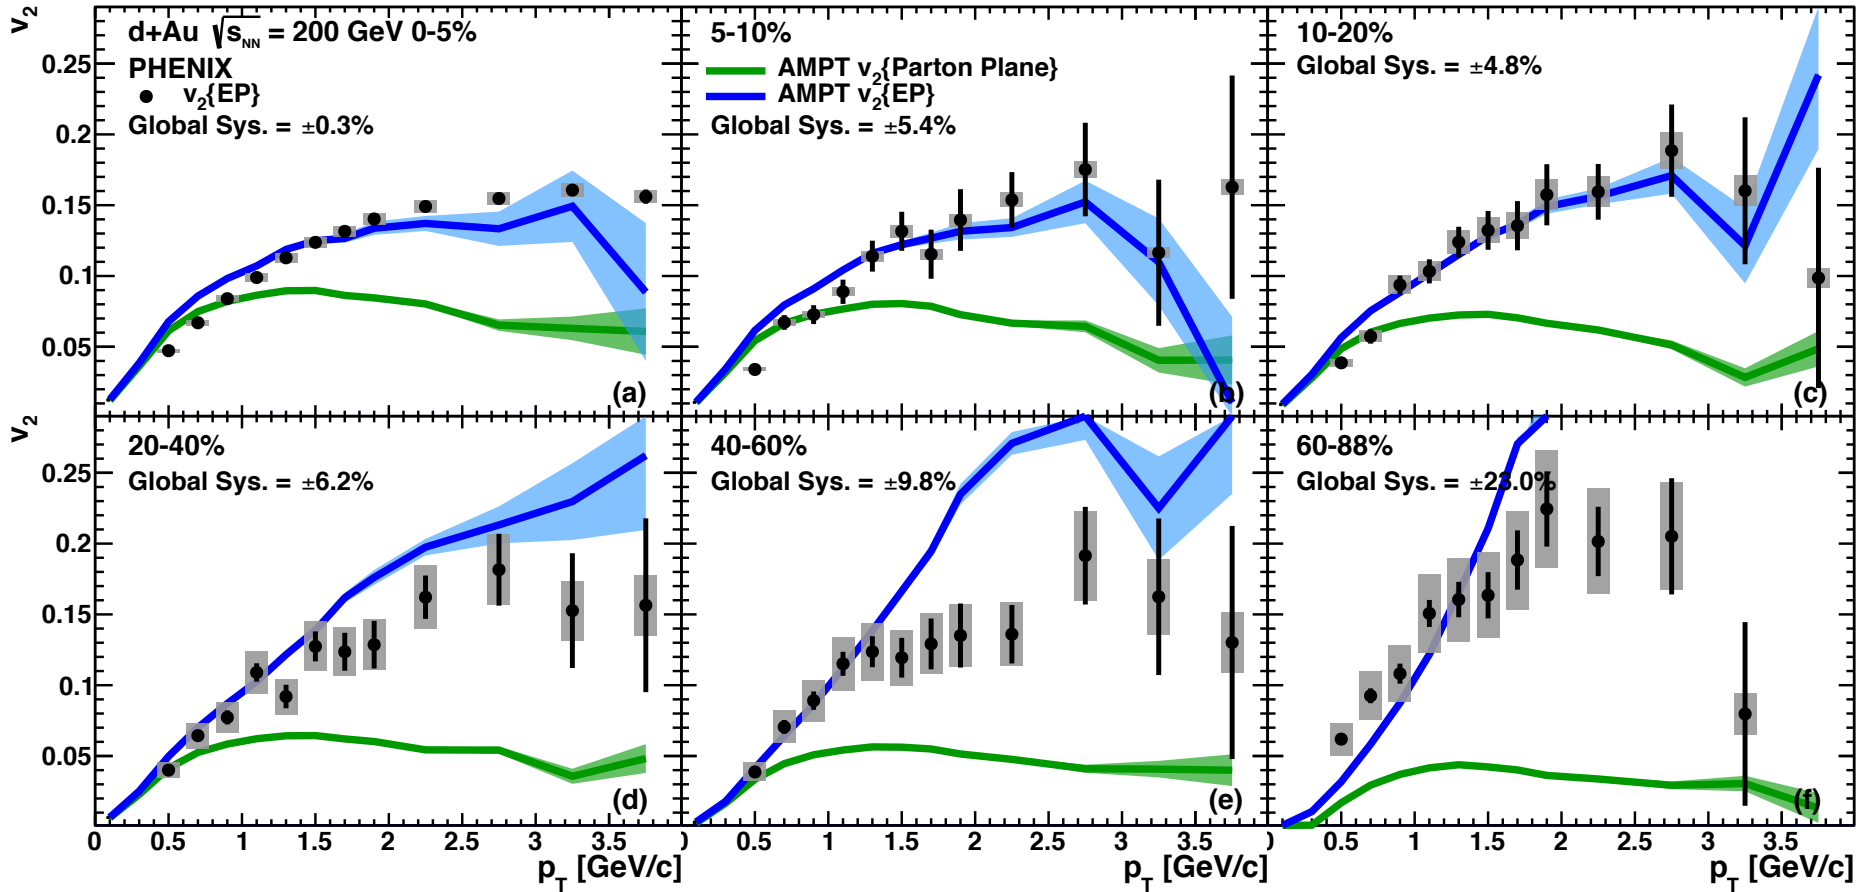 v2
d+Au √sNN = 200 GeV 0-5%
PHENIX
v2{EP}
Global Sys. = ±0.3%
(a)
0.25
0.2
0.15
0.1
0.05
5-10%
AMPT v2{Parton Plane}
AMPT v2{EP}
Global Sys. = ±5.4%
(b)
10-20%
Global Sys. = ±4.8%
(c)
v2
20-40%
Global Sys. = ±6.2%
(d)
0.25
0.2
0.15
0.1
0.05
0 0.5 1 1.5 2 2.5 3 3.5
pT [GeV/c]
40-60%
Global Sys. = ±9.8%
(e)
0.5 1 1.5 2 2.5 3 3.5
pT [GeV/c]
60-88%
Global Sys. = ±23.0%
(f)
0.5 1 1.5 2 2.5 3 3.5
pT [GeV/c]